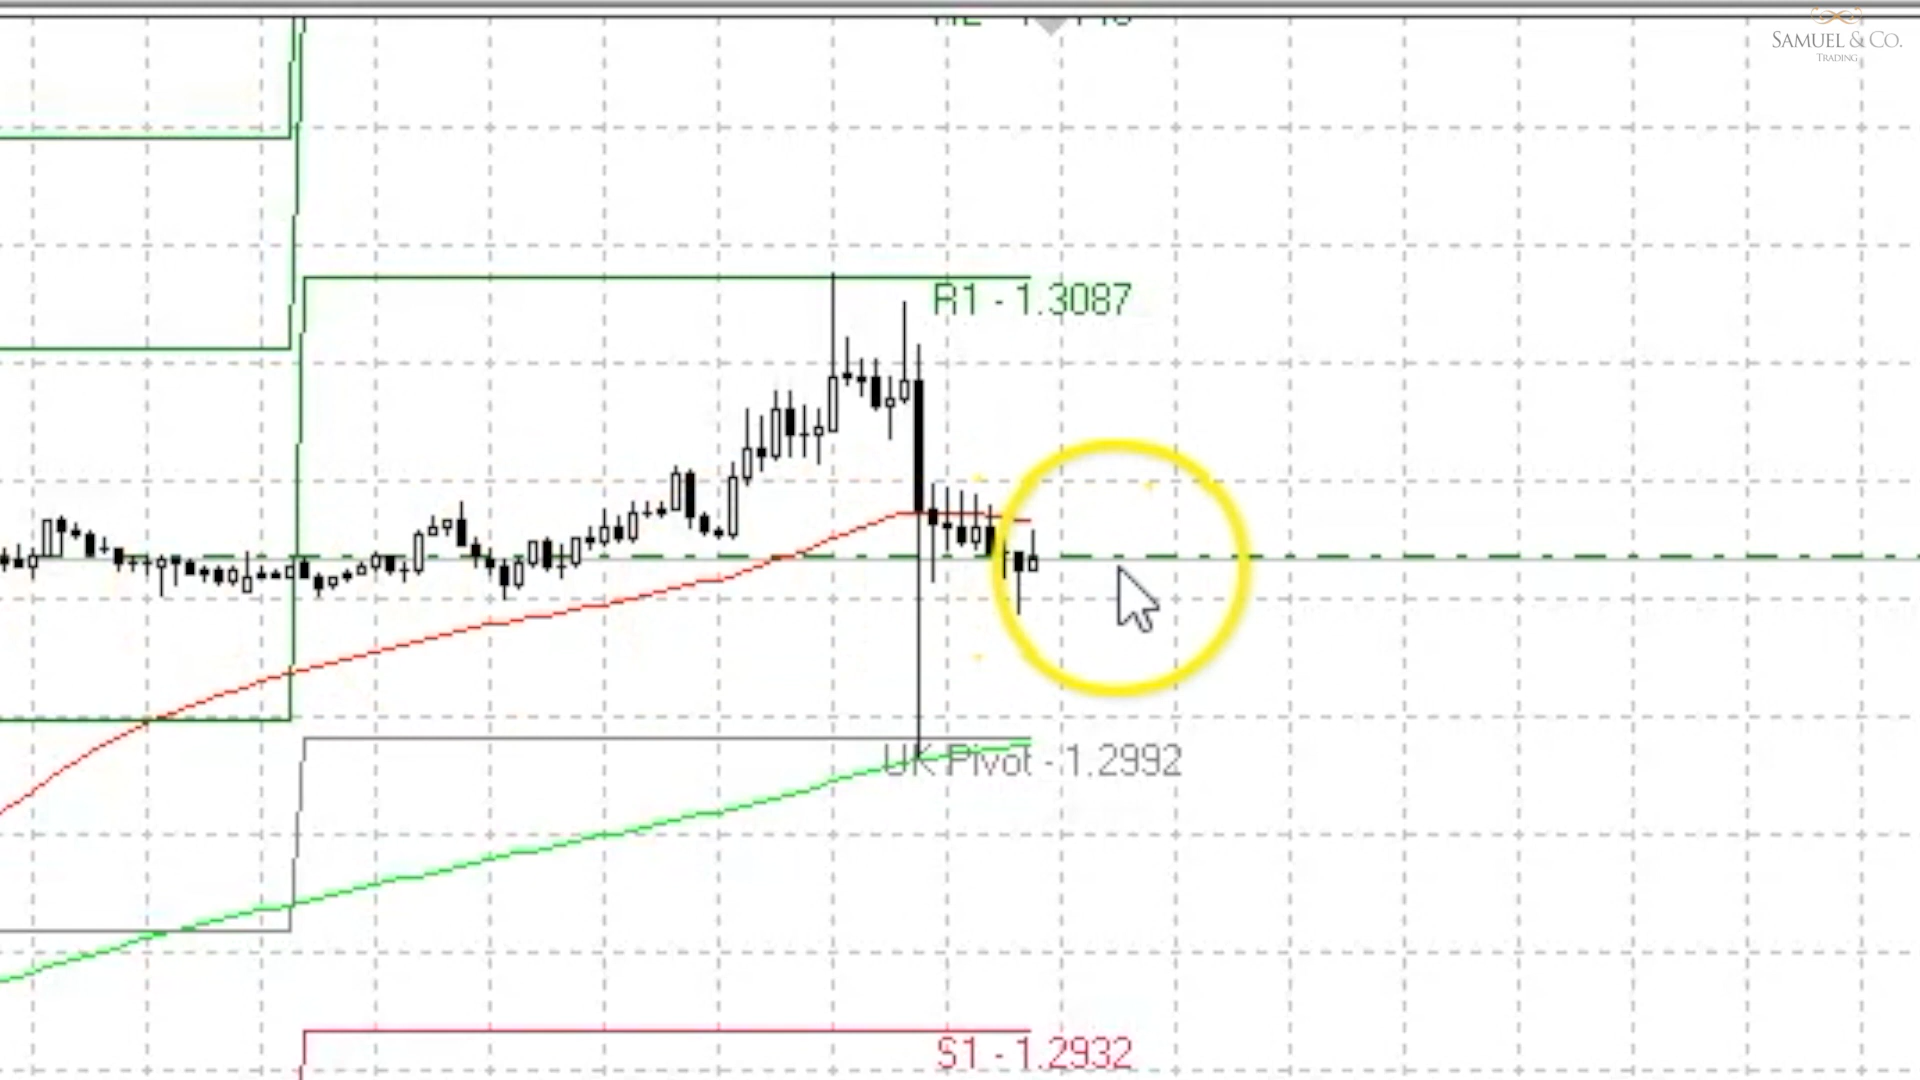 SAMUEL & CO.
TRADING
R1 - 1.3087
UK Pivot - 1.2992
S1 - 1.2932